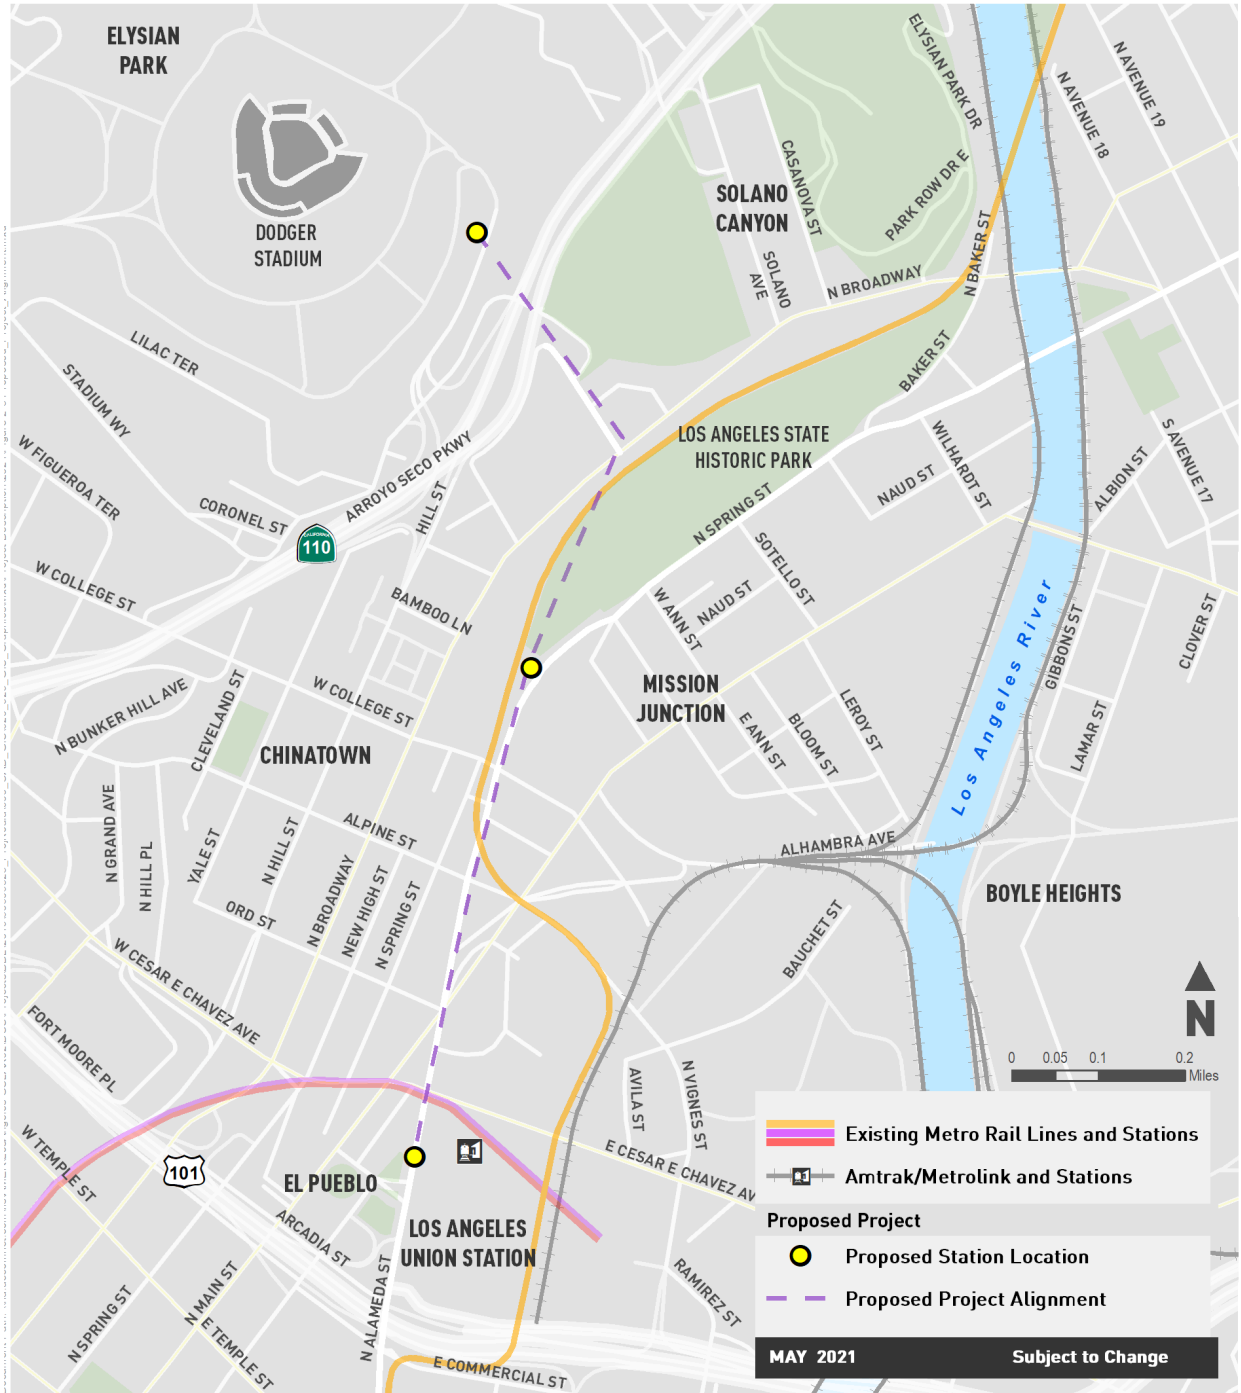 ELYSIAN
PARK
DODGER
STADIUM
SOLANO
CANYON
CASANOVA ST
SOLANO
AVE
ELYSIAN PARK DR
PARK ROW DR E
N AVENUE 19
N AVENUE 18
N BROADWAY
N BAKER ST
BAKER ST
LILAC TER
STADIUM WY
W FIGUEROA TER
CORONEL ST
ARROYO SECO PKWY
HILL ST
CALIFORNIA
110
LOS ANGELES STATE
HISTORIC PARK
N SPRING ST
WILHARDT ST
NAUD ST
S AVENUE 17
ALBION ST
SOTELLO ST
W COLLEGE ST
BAMBOO LN
W ANN ST
NAUD ST
CLOVER ST
GIBBONS ST
Los Angeles River
N BUNKER HILL AVE
CLEVELAND ST
W COLLEGE ST
MISSION
JUNCTION
LEROY ST
BLOOM ST
E ANN ST
LAMAR ST
CHINATOWN
N GRAND AVE
N HILL PL
YALE ST
N HILL ST
ALPINE ST
ALHAMBRA AVE
N BROADWAY
NEW HIGH ST
N SPRING ST
ORD ST
BAUCHET ST
BOYLE HEIGHTS
W CESAR E CHAVEZ AVE
FORT MOORE PL
AVILA ST
N VIGNES ST
N
0 0.05 0.1 0.2
Miles
W TEMPLE ST
101
EL PUEBLO
E CESAR E CHAVEZ AV
ARCADIA ST
LOS ANGELES
UNION STATION
N ALAMEDA ST
RAMIREZ ST
N SPRING ST
N MAIN ST
E TEMPLE ST
E COMMERCIAL ST
Existing Metro Rail Lines and Stations
Amtrak/Metrolink and Stations
Proposed Project
Proposed Station Location
Proposed Project Alignment
MAY 2021 Subject to Change